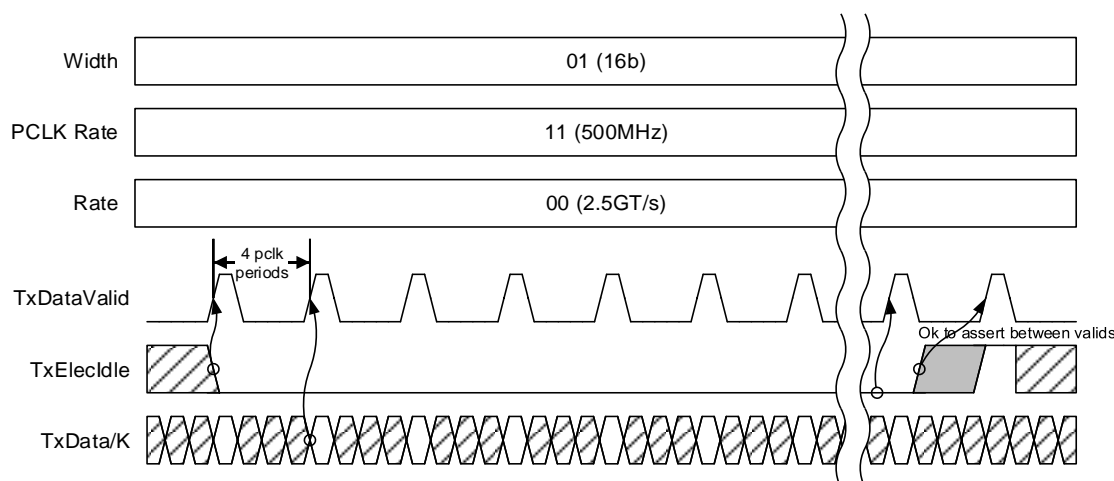 Width
01 (16b)
PCLK Rate
11 (500MHz)
Rate
00 (2.5GT/s)
4 pclk
periods
TxDataValid
Ok to assert between valids
TxElecIdle
TxData/K